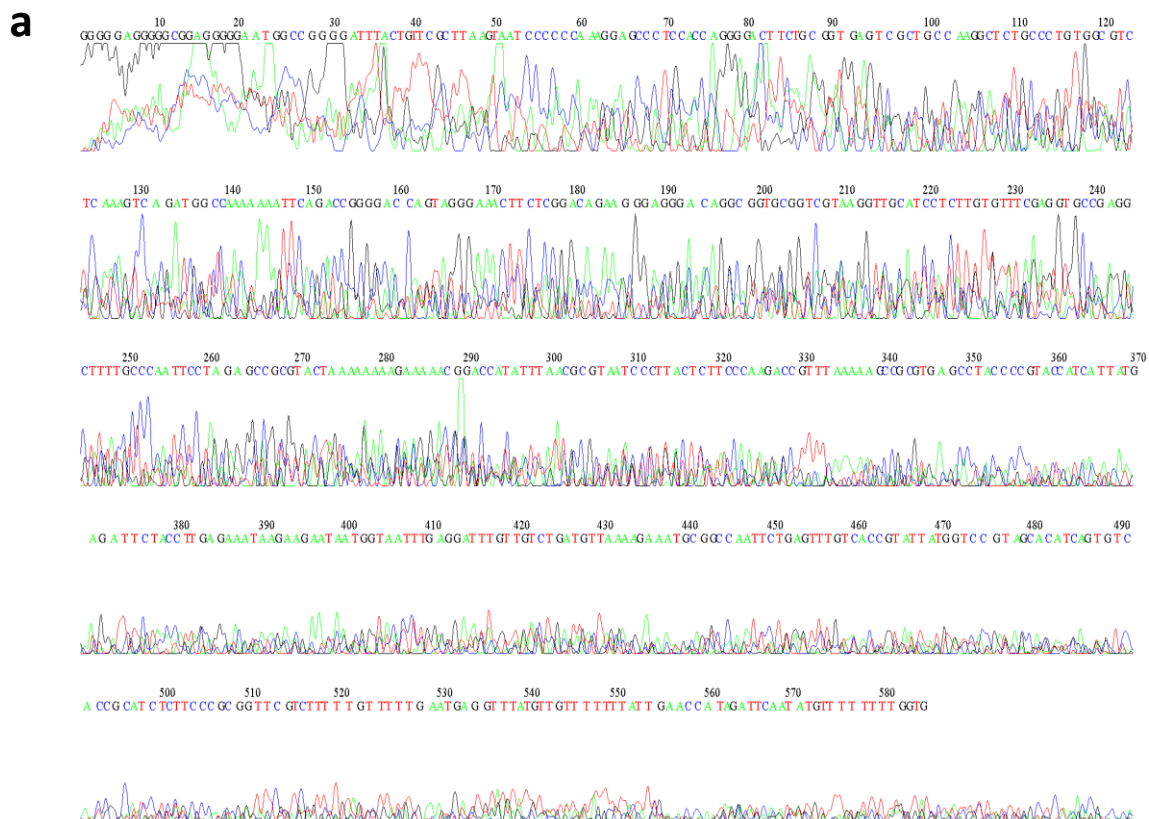 a
10 20 30 40 50 60 70 80 90 100 110 120
GGGGGAGGGGGCGGAGGGGGAATGGCCGGGGGATTTACTGTTCGCTTAAGTAATCCCCCCCAAAGGAGCCCCTCCACCAGGGGACTTCTGCGGTGAGTCGCTGCCAAGGCTCTGCCCTGTGGCGTC
130 140 150 160 170 180 190 200 210 220 230 240
TCAAAGTCAGATGGCCAAAAAAATTCAGACCGGGGACCAGTAGGGAAACTTCTCGGACAGAAGGGAGGGACAGGCGGTGCGGTCGTAAGGTTGCATCCTCTTGTGTTTCGAGGTGCCGAGG
250 260 270 280 290 300 310 320 330 340 350 360 370
CTTTTGCCCAATTCCTAGAGCCGCGTACTAAAAAAAAGAAAAACGGACCATATTTAACGCGTAATCCCTTACTCTTCCCAAGACCGTTTAAAAAGCCGCGTGAGCCTACCCCGTACCATCATTATG
380 390 400 410 420 430 440 450 460 470 480 490
AGATTCTACCTTGAGAAATAAGAAGAATAATGGTAATTTGAGGATTTGTTGTCTGATGTTAAAAGAAATGCGGCCAATTCTGAGTTTGTCACCGTATTATGGTCCGTAGCACATCAGTGTC
500 510 520 530 540 550 560 570 580
ACCGCATCTCTTCCCGCGGTTCGTCTTTTTGTTTTTGAATGAGGTTTATGTTGTTTTTTTATTGAACCATAGATTCAATATGTTTTTTTTGGTG